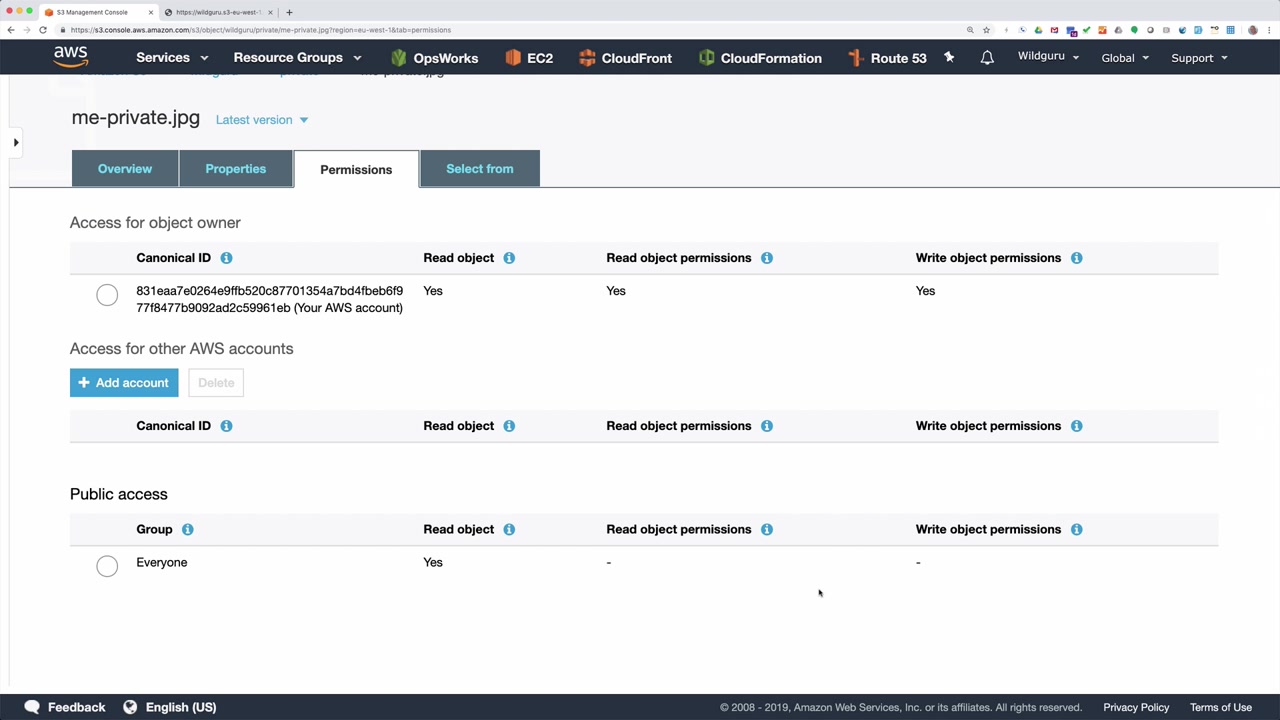 S3 Management Console
https://wildguru.s3-eu-west-1
https://s3.console.aws.amazon.com/s3/object/wildguru/private/me-private.jpg?region=eu-west-1&tab=permissions
aws Services Resource Groups OpsWorks EC2 CloudFront CloudFormation Route 53 Wildguru Global Support
me-private.jpg
me-private.jpg Latest version
Overview Properties Permissions Select from
Access for object owner
Canonical ID Read object Read object permissions Write object permissions
831eaa7e0264e9ffb520c87701354a7bd4fbeb6f9 Yes Yes Yes
77f8477b9092ad2c59961eb (Your AWS account)
Access for other AWS accounts
+ Add account Delete
Canonical ID Read object Read object permissions Write object permissions
Public access
Group Read object Read object permissions Write object permissions
Everyone Yes - -
Feedback English (US) © 2008 - 2019, Amazon Web Services, Inc. or its affiliates. All rights reserved. Privacy Policy Terms of Use